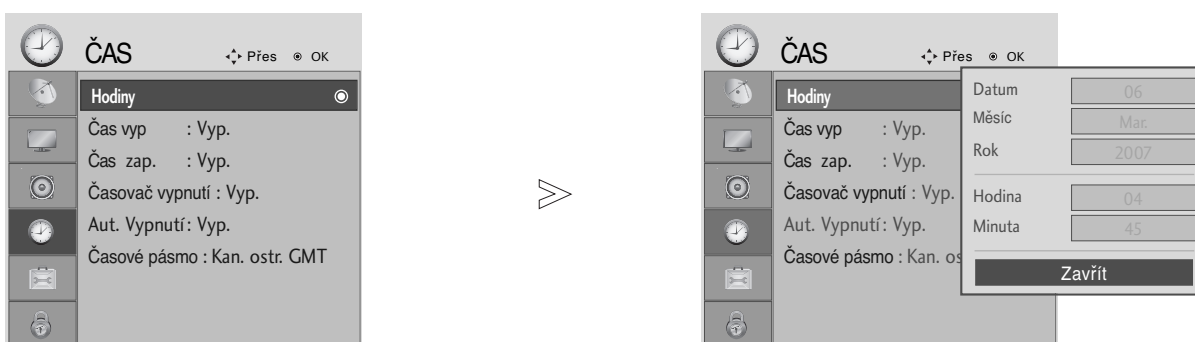 ČAS Přes OK
Hodiny
Čas vyp : Vyp.
Čas zap. : Vyp.
Časovač vypnutí : Vyp.
Aut. Vypnutí : Vyp.
Časové pásmo : Kan. ostr. GMT
ČAS Přes OK
Hodiny
Čas vyp : Vyp.
Čas zap. : Vyp.
Časovač vypnutí : Vyp.
Aut. Vypnutí : Vyp.
Časové pásmo : Kan. os
Datum 06
Měsíc Mar.
Rok 2007
Hodina 04
Minuta 45
Zavřít